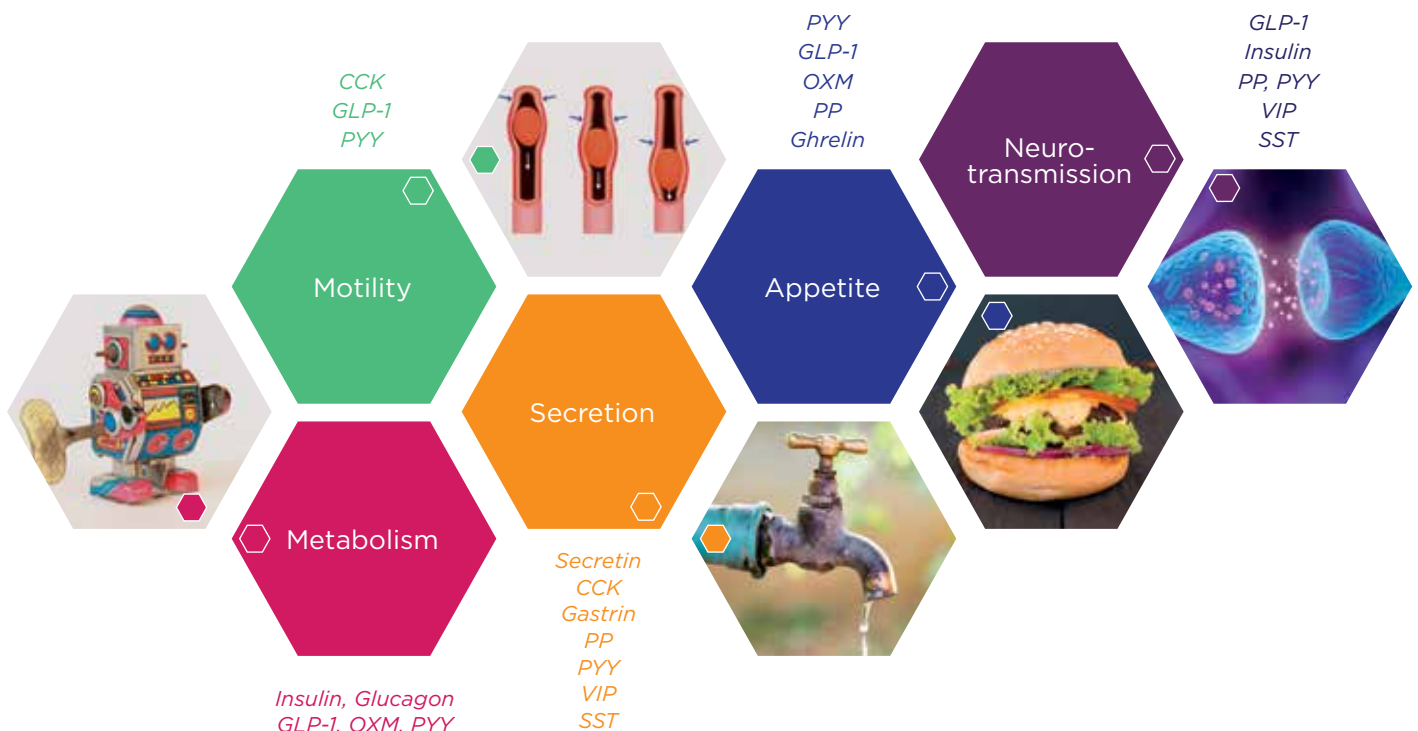 CCK
GLP-1
PYY
Motility
PYY
GLP-1
OXM
PP
Ghrelin
Appetite
Neuro-
transmission
GLP-1
Insulin
PP, PYY
VIP
SST
Secretion
Secretin
CCK
Gastrin
PP
PYY
VIP
SST
Metabolism
Insulin, Glucagon
GLP-1, OXM, PYY